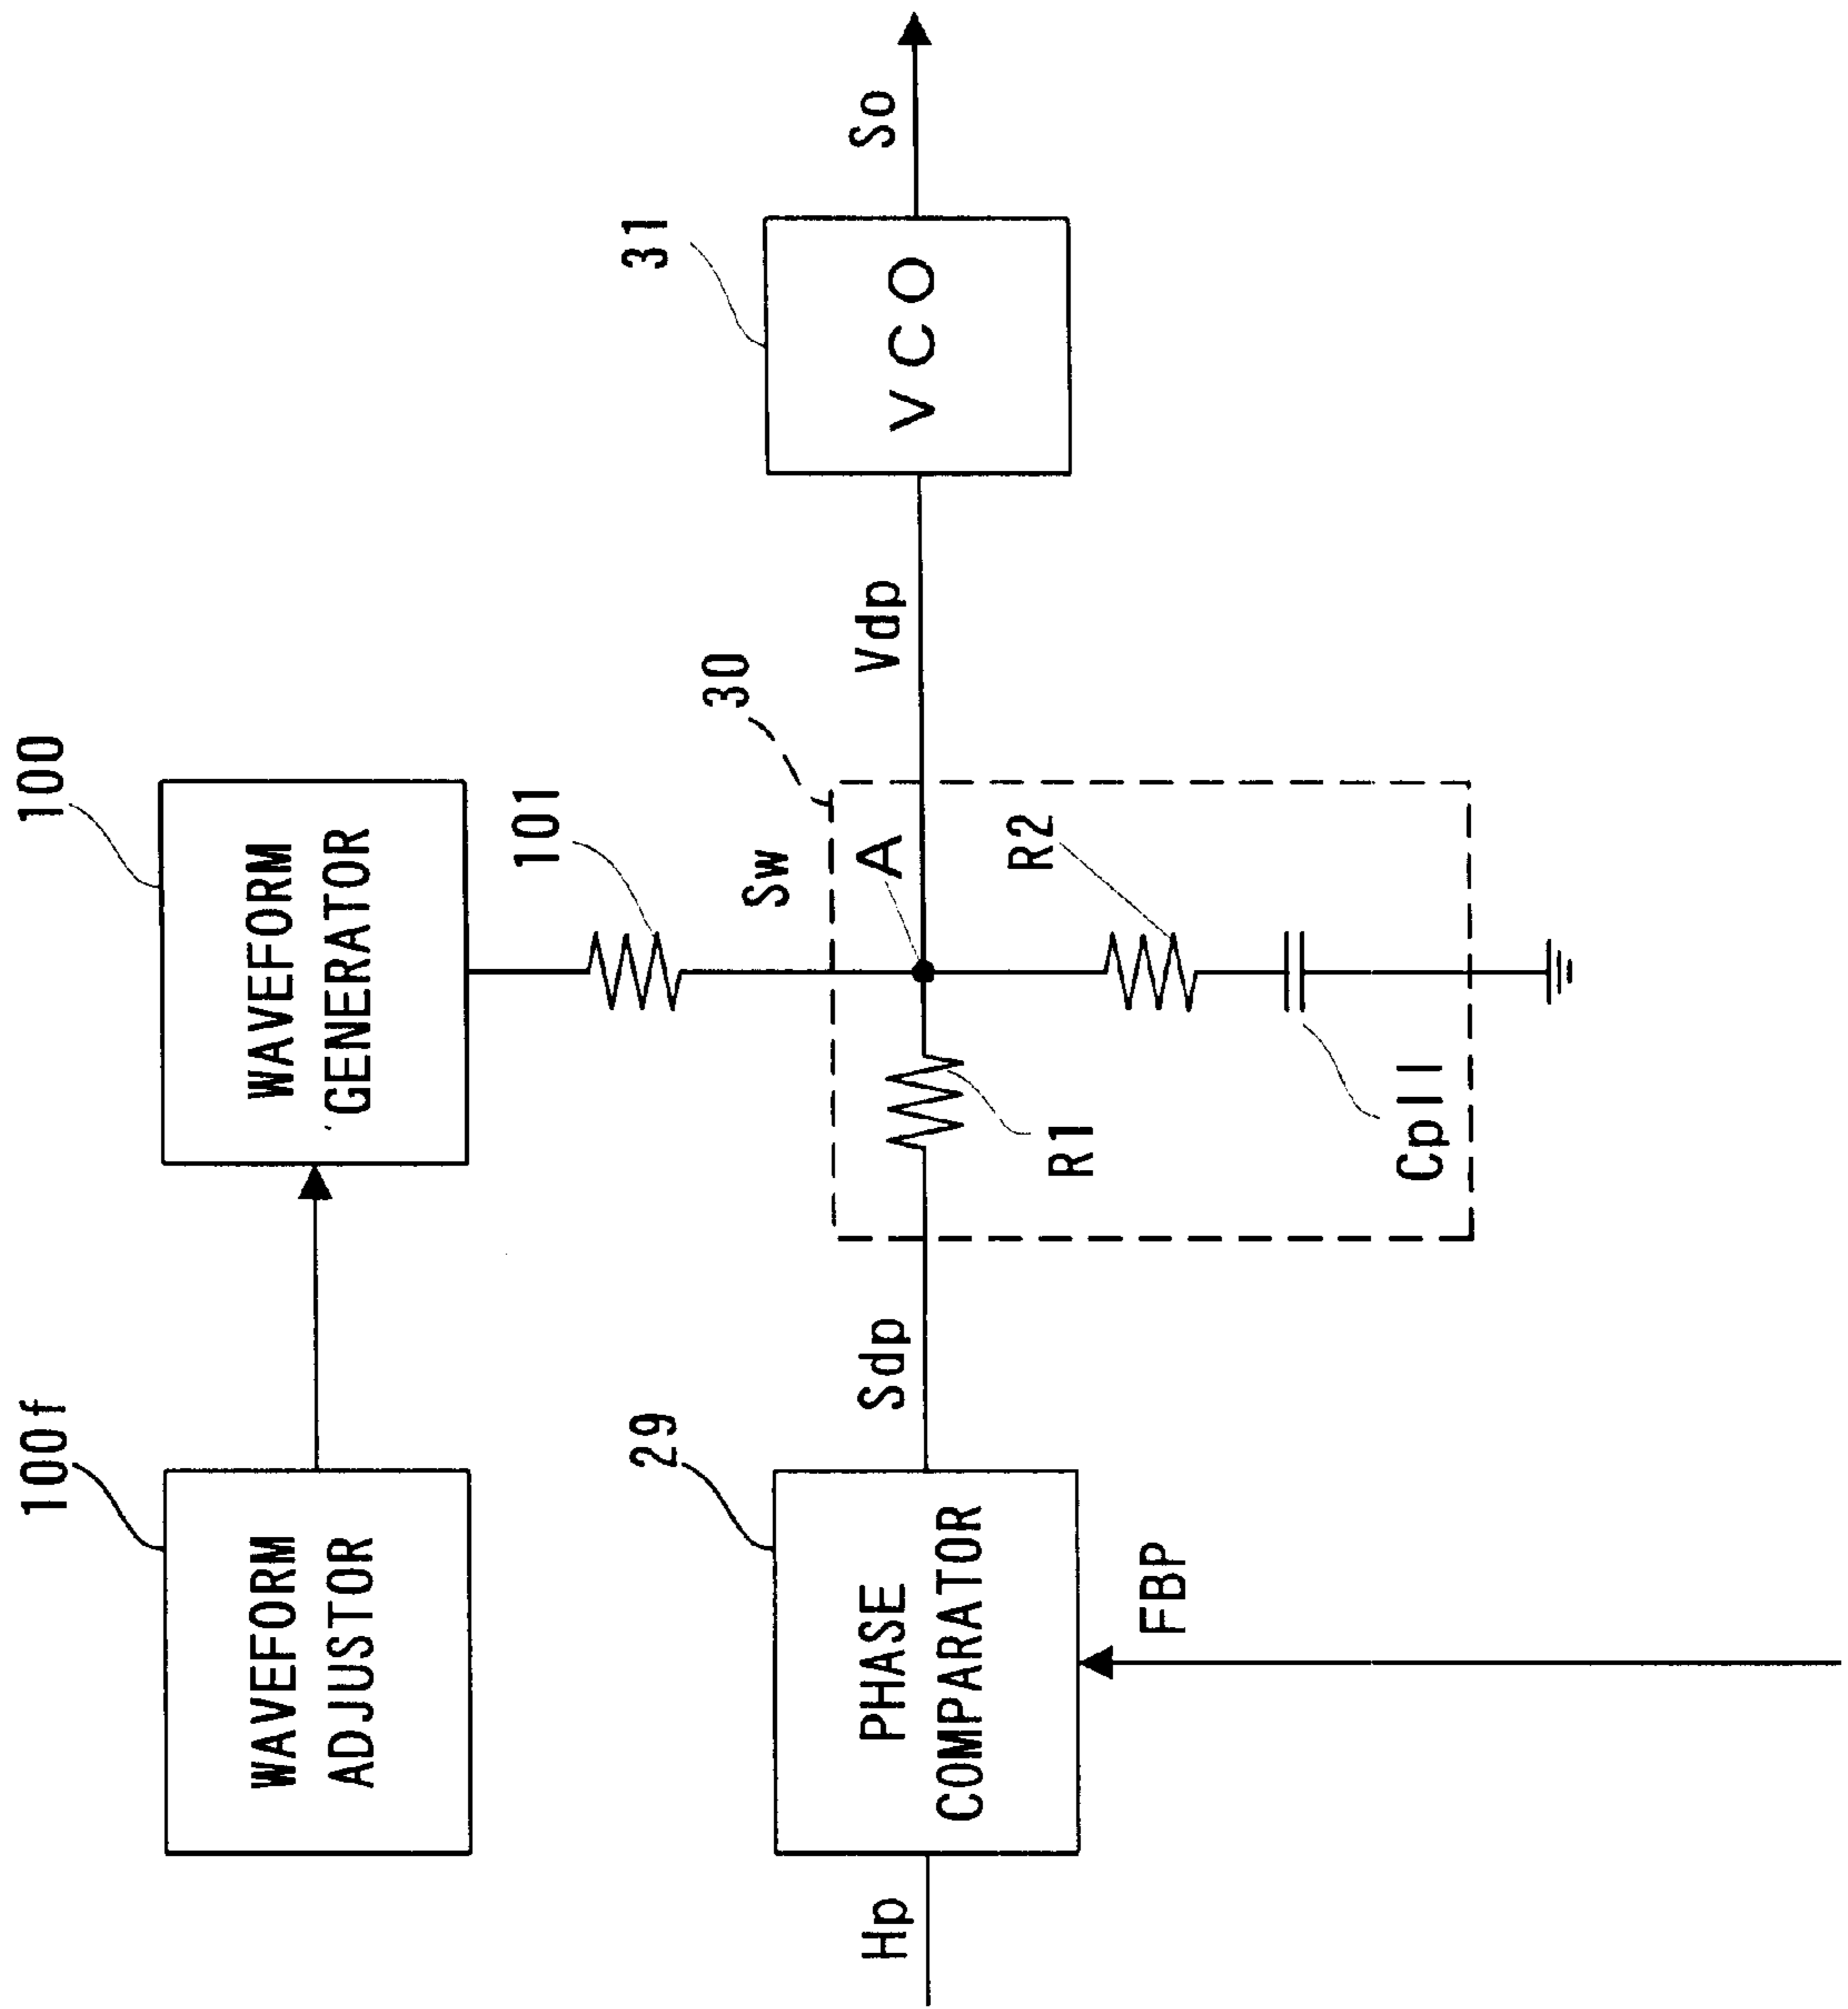 100f
WAVEFORM
ADJUSTOR
100
WAVEFORM
GENERATOR
101
Sw
30
31
29
Hp
PHASE
COMPARATOR
FBP
Sdp
R1
A
R2
Cpll
Vdp
VCO
So